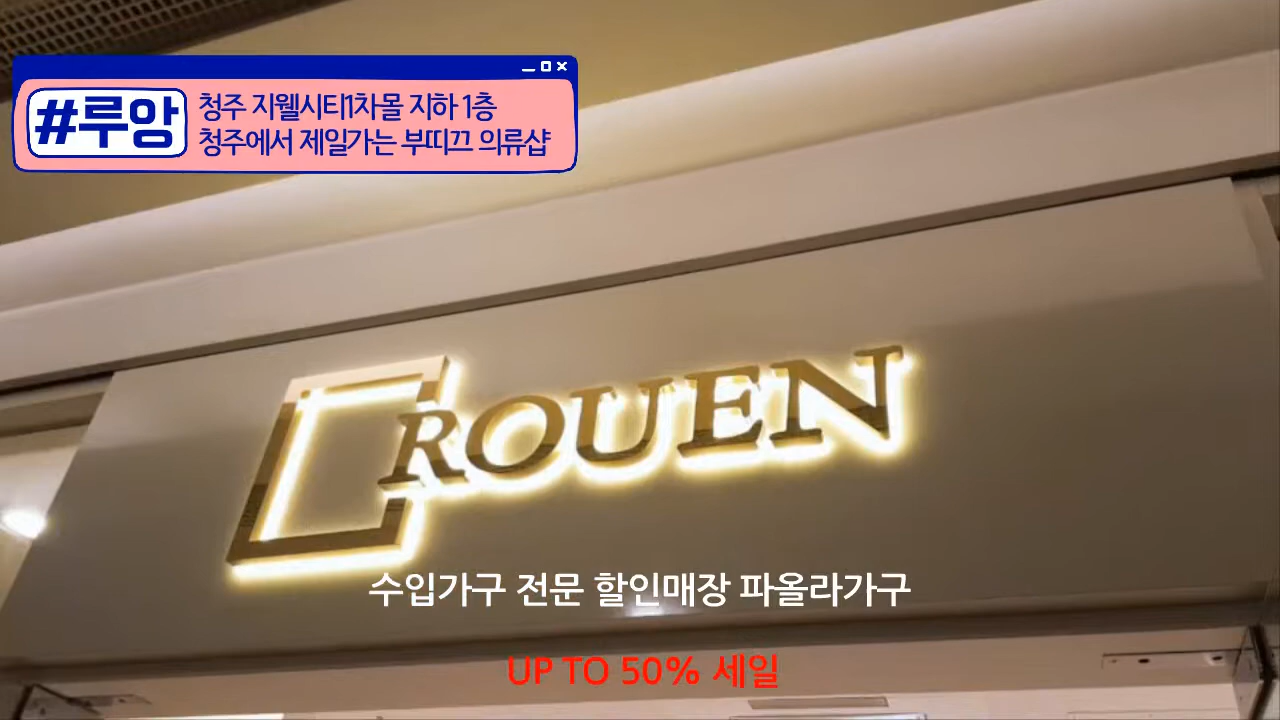 #루앙
청주 지웰시티1차몰 지하 1층
청주에서 제일가는 부띠끄 의류샵
ROUEN
수입가구 전문 할인매장 파올라가구
UP TO 50% 세일